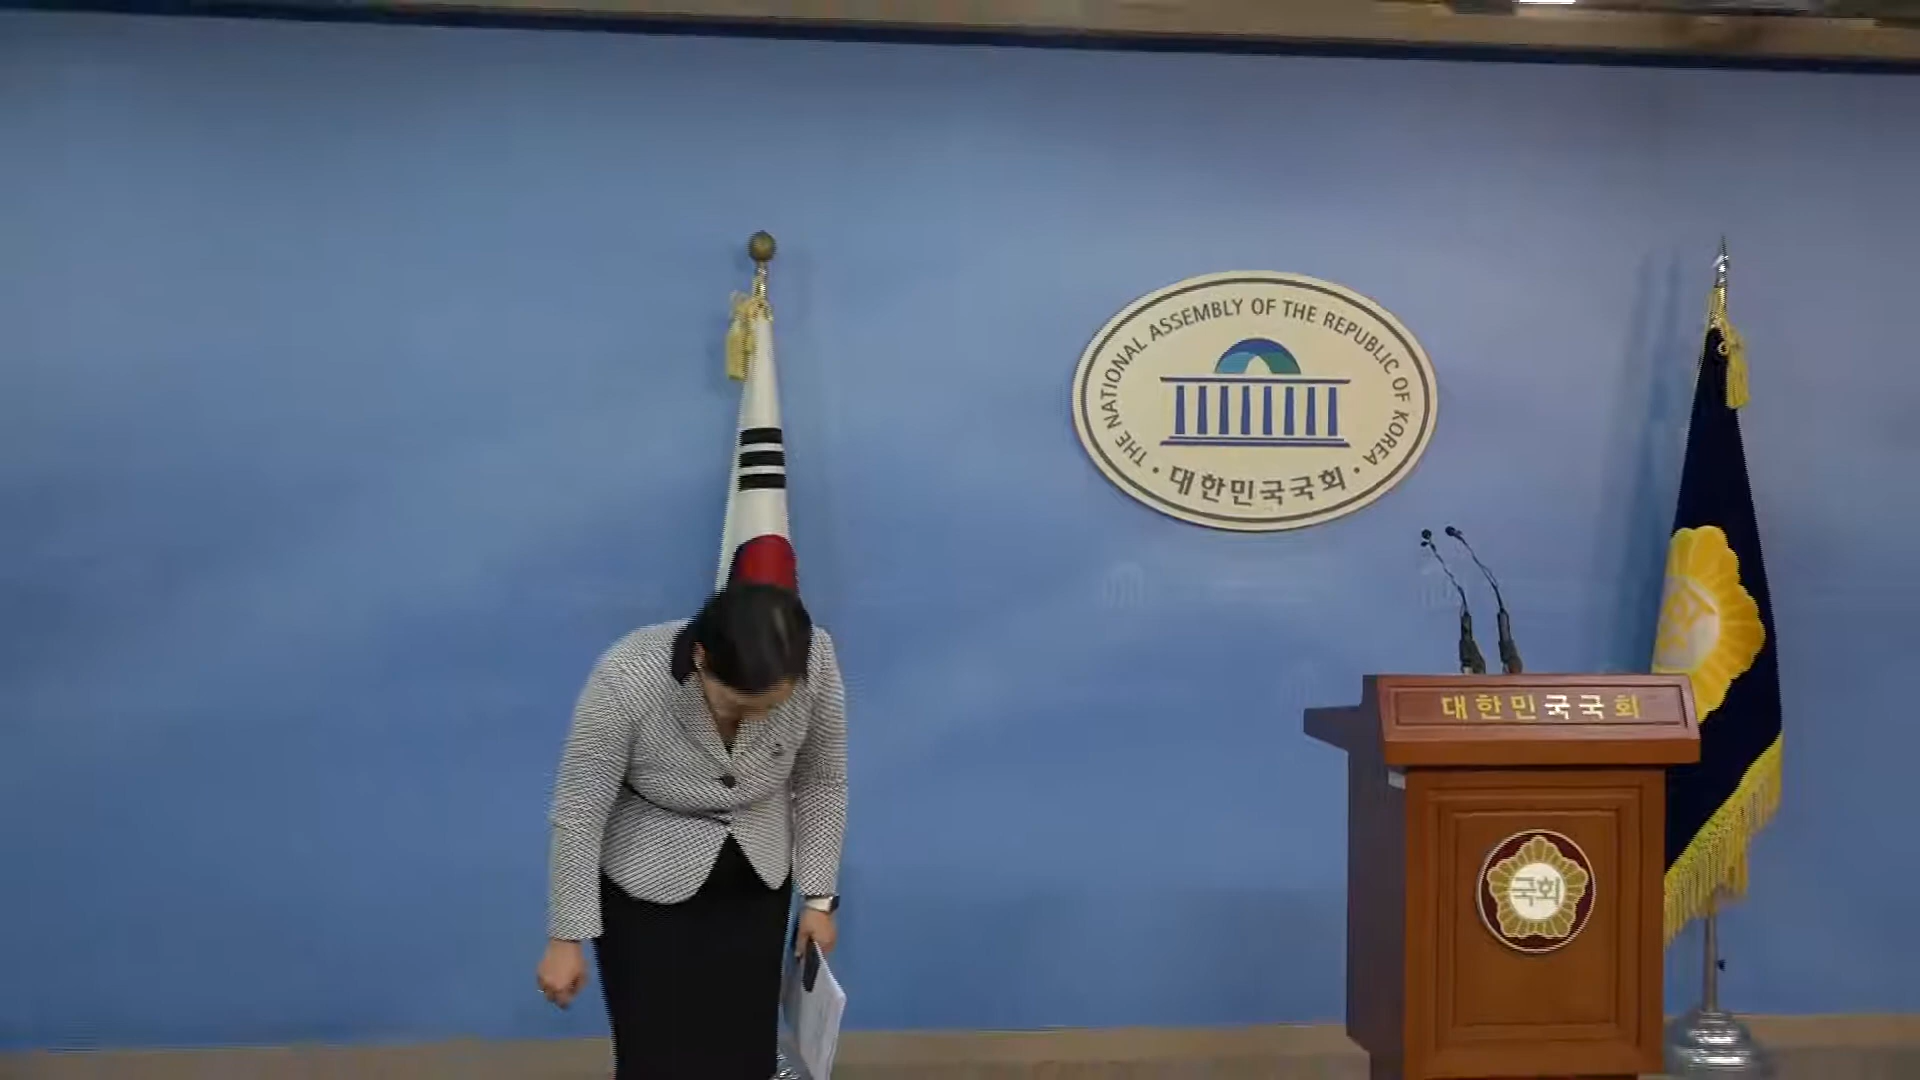 THE NATIONAL ASSEMBLY OF THE REPUBLIC OF KOREA
대한민국국회
대한민국국회
국회